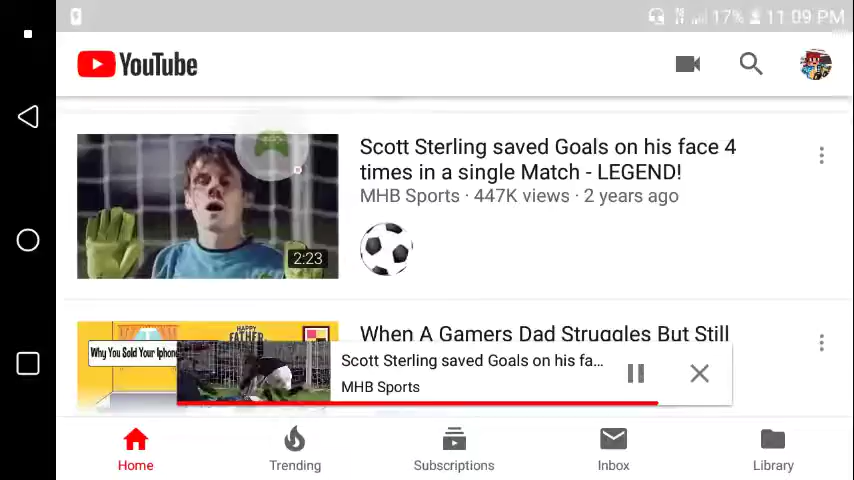 17% 11:09 PM
YouTube
Scott Sterling saved Goals on his face 4
times in a single Match - LEGEND!
MHB Sports · 447K views · 2 years ago
2:23
When A Gamers Dad Struggles But Still
HAPPY
FATHER
Why You Sold Your Iphon
Scott Sterling saved Goals on his fa...
MHB Sports
Home
Trending
Subscriptions
Inbox
Library